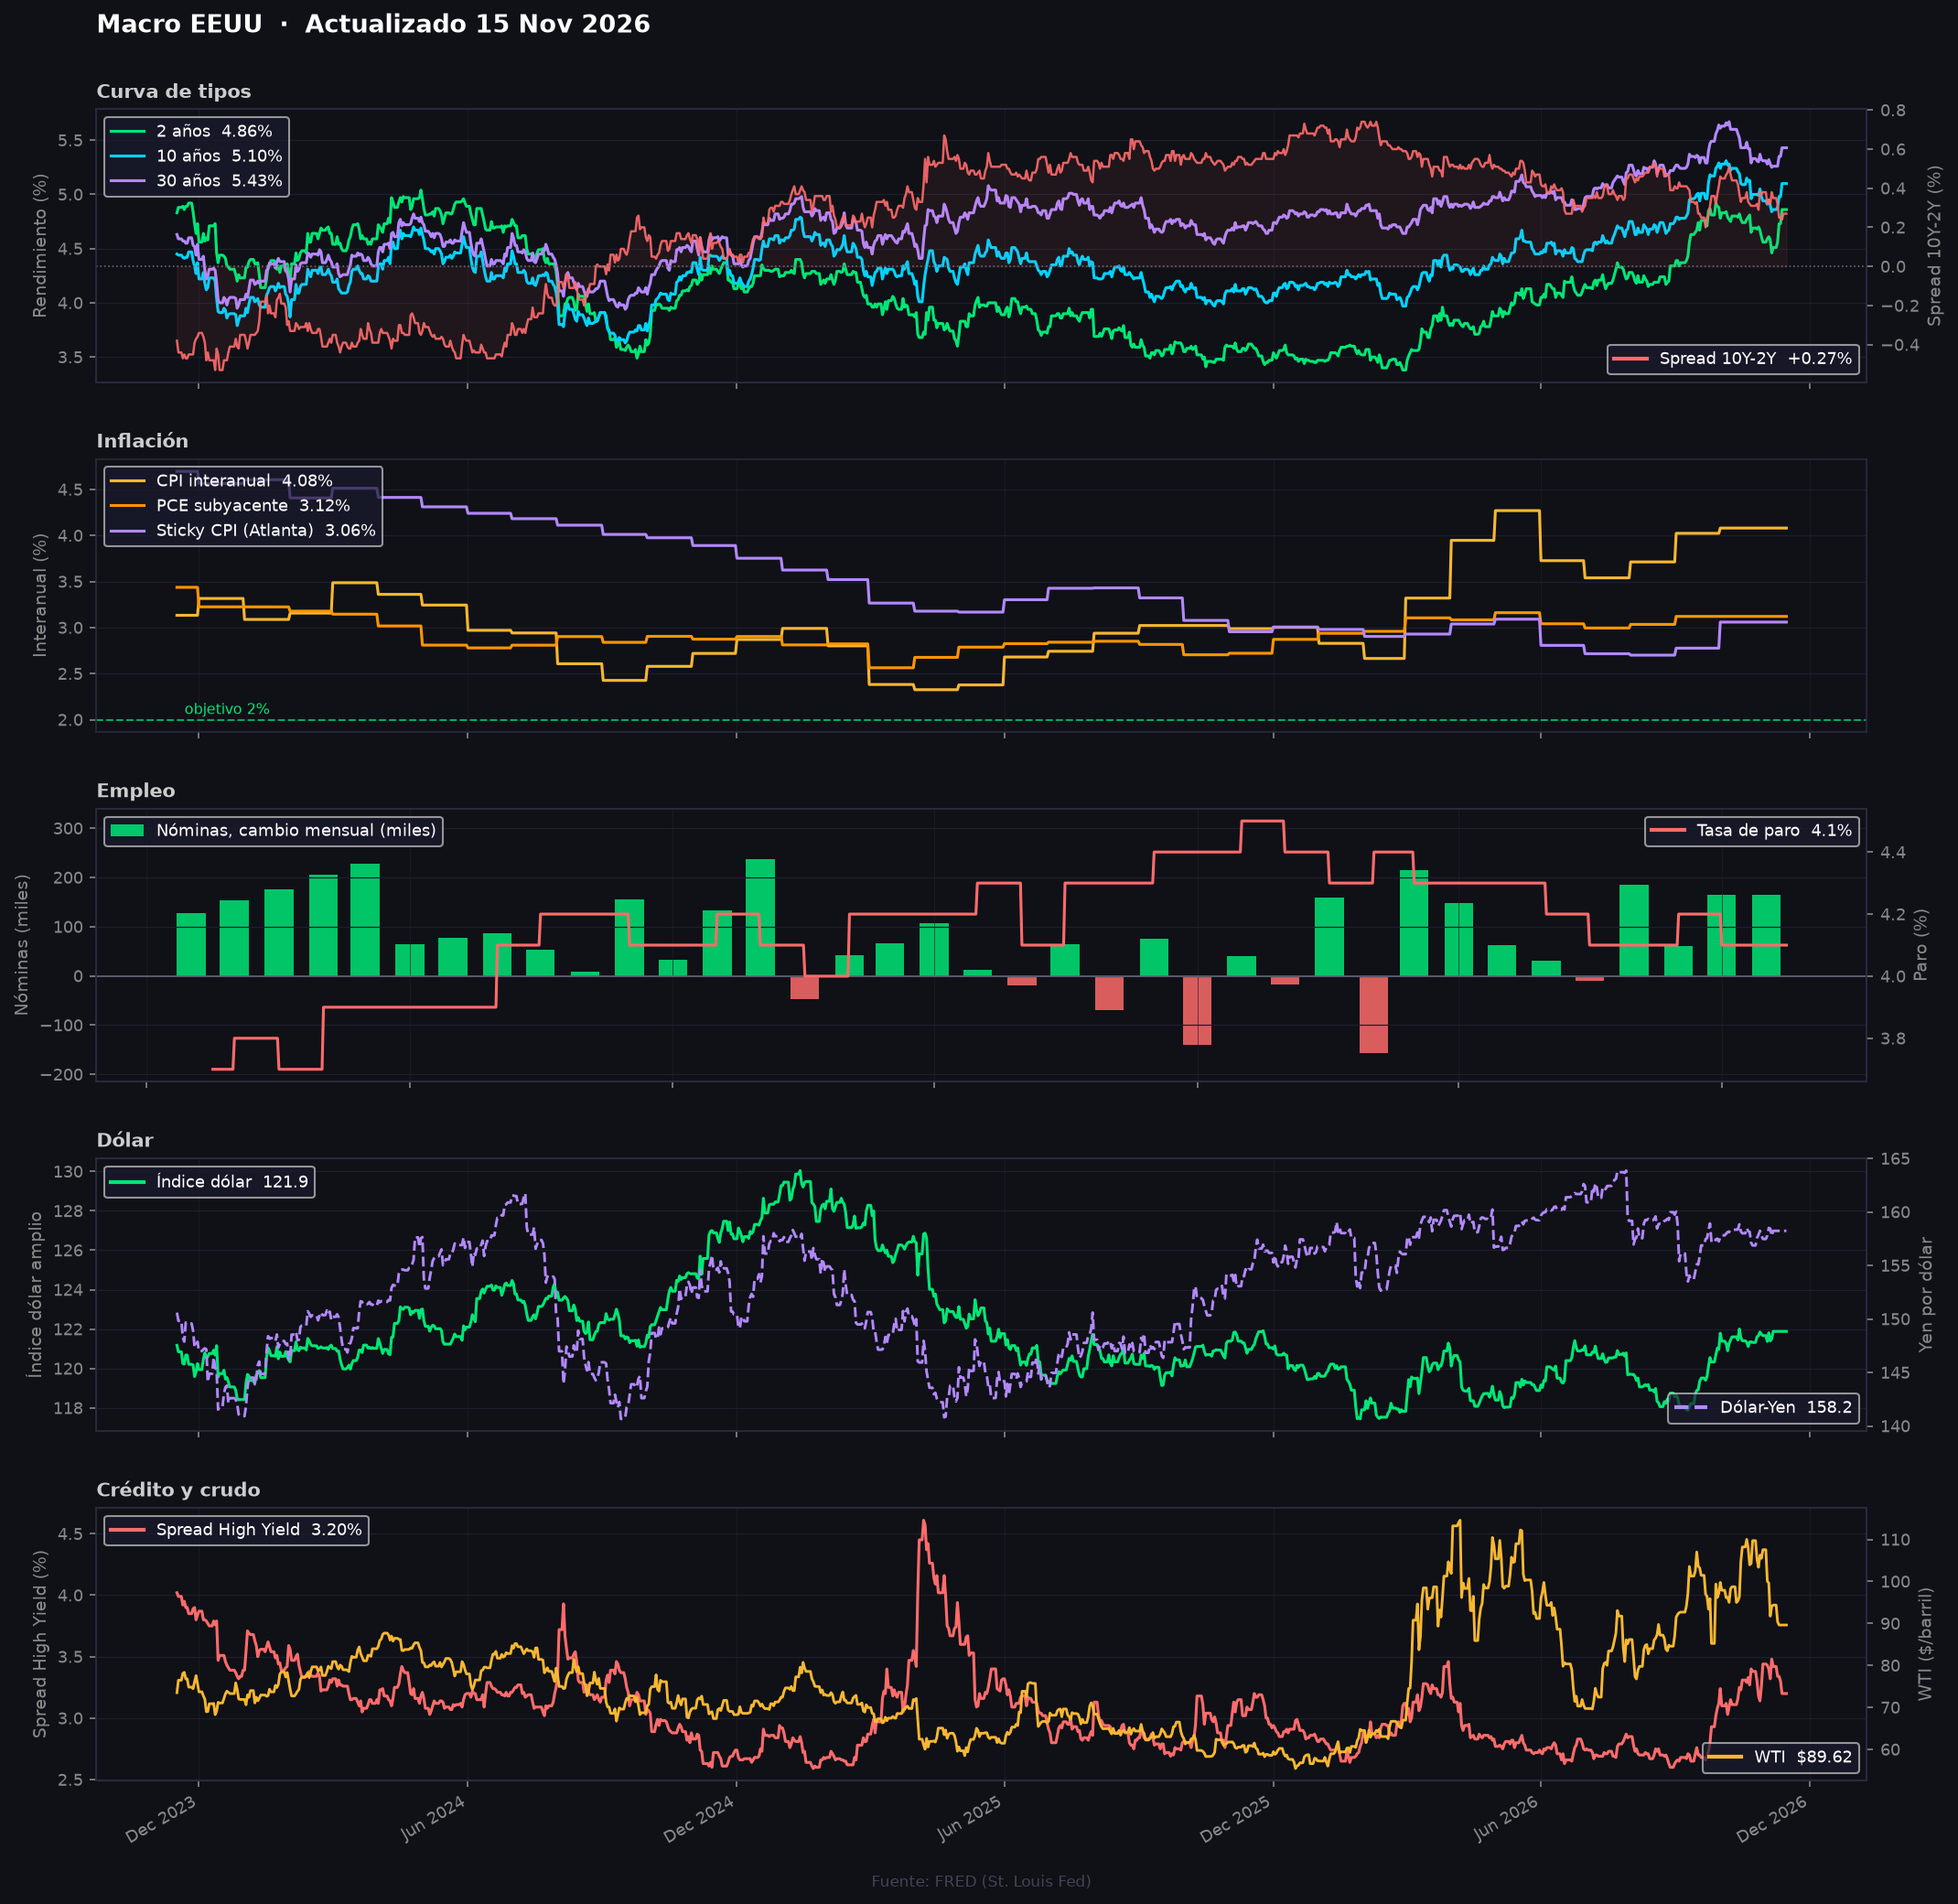 Macro EEUU · Actualizado 15 Nov 2026
Curva de tipos
2 años 4.86%
10 años 5.10%
30 años 5.43%
Spread 10Y-2Y +0.27%
Rendimiento (%)
5.5
5.0
4.5
4.0
3.5
Spread 10Y-2Y (%)
0.8
0.6
0.4
0.2
0.0
−0.2
−0.4
Inflación
CPI interanual 4.08%
PCE subyacente 3.12%
Sticky CPI (Atlanta) 3.06%
Interanual (%)
4.5
4.0
3.5
3.0
2.5
2.0
objetivo 2%
Empleo
Nóminas, cambio mensual (miles)
Tasa de paro 4.1%
Nóminas (miles)
300
200
100
0
−100
−200
Paro (%)
4.4
4.2
4.0
3.8
Dólar
Índice dólar 121.9
Dólar-Yen 158.2
Índice dólar amplio
130
128
126
124
122
120
118
Yen por dólar
165
160
155
150
145
140
Crédito y crudo
Spread High Yield 3.20%
WTI $89.62
Spread High Yield (%)
4.5
4.0
3.5
3.0
2.5
WTI ($/barril)
110
100
90
80
70
60
Dec 2023
Jun 2024
Dec 2024
Jun 2025
Dec 2025
Jun 2026
Dec 2026
Fuente: FRED (St. Louis Fed)